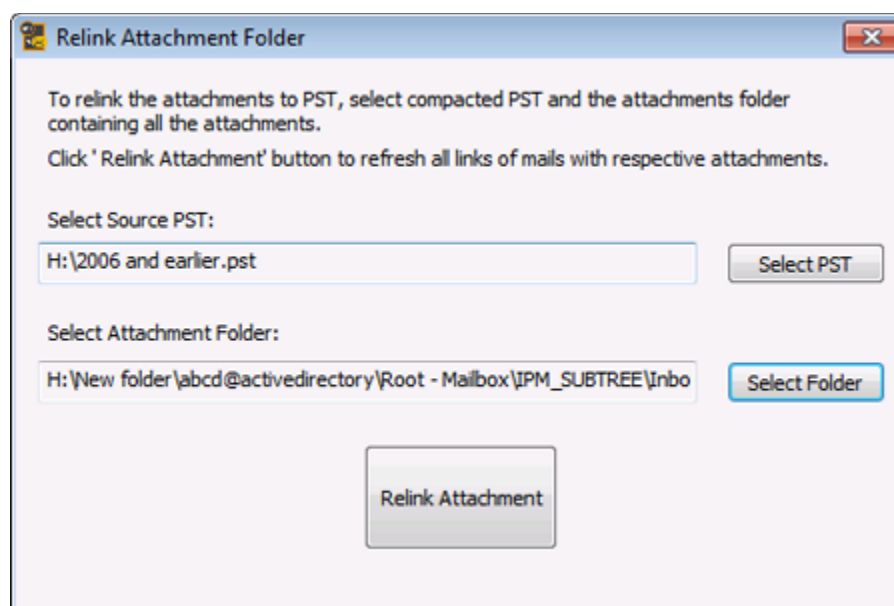 Relink Attachment Folder
To relink the attachments to PST, select compacted PST and the attachments folder
containing all the attachments.
Click ' Relink Attachment' button to refresh all links of mails with respective attachments.
Select Source PST:
H:\2006 and earlier.pst
Select PST
Select Attachment Folder:
H:\New folder\abcd@activedirectory\Root - Mailbox\IPM_SUBTREE\Inbo
Select Folder
Relink Attachment